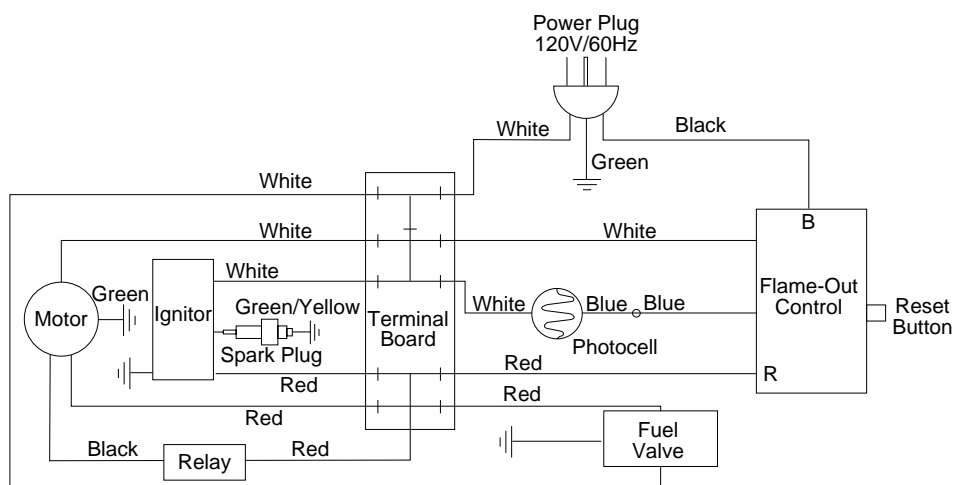 Power Plug
120V/60Hz
White
Black
Green
White
White
White
B
White
Green
Ignitor
Green/Yellow
White
Blue
Blue
Flame-Out
Control
Reset
Button
Motor
Terminal
Board
Spark Plug
Photocell
Red
Red
R
Red
Red
Black
Relay
Red
Fuel
Valve